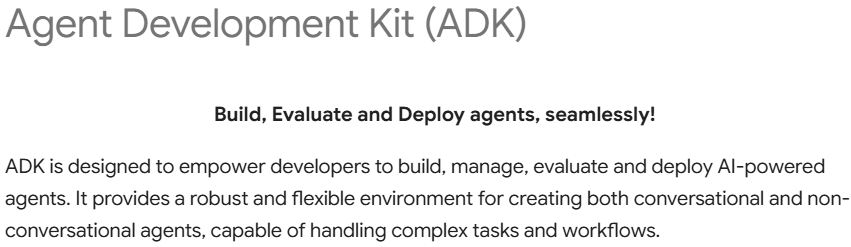 Agent Development Kit (ADK)
Build, Evaluate and Deploy agents, seamlessly!
ADK is designed to empower developers to build, manage, evaluate and deploy AI-powered
agents. It provides a robust and flexible environment for creating both conversational and non-
conversational agents, capable of handling complex tasks and workflows.